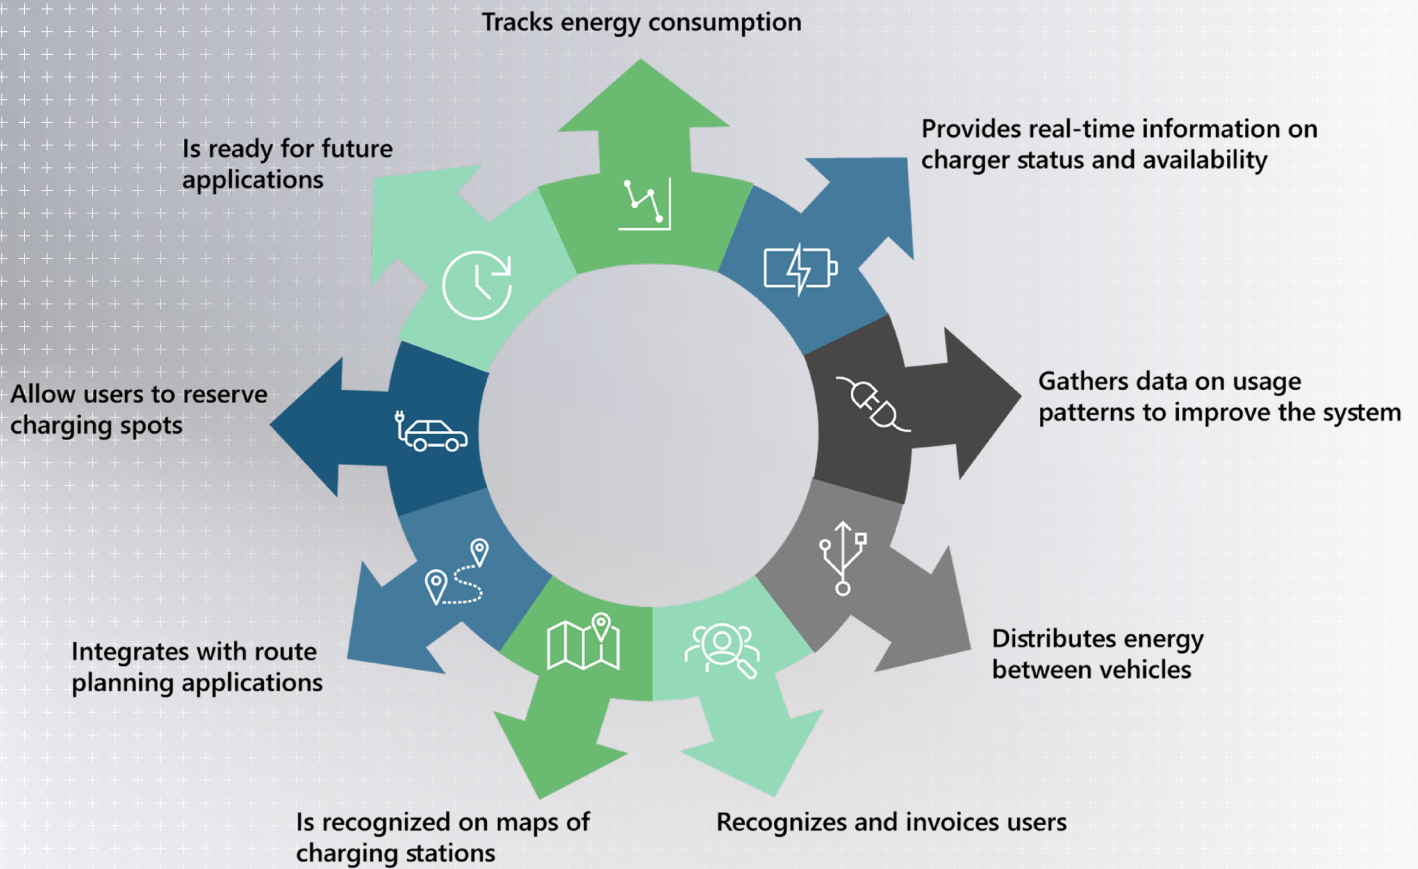 Tracks energy consumption
Provides real-time information on
charger status and availability
Gathers data on usage
patterns to improve the system
Distributes energy
between vehicles
Recognizes and invoices users
Is recognized on maps of
charging stations
Integrates with route
planning applications
Allow users to reserve
charging spots
Is ready for future
applications